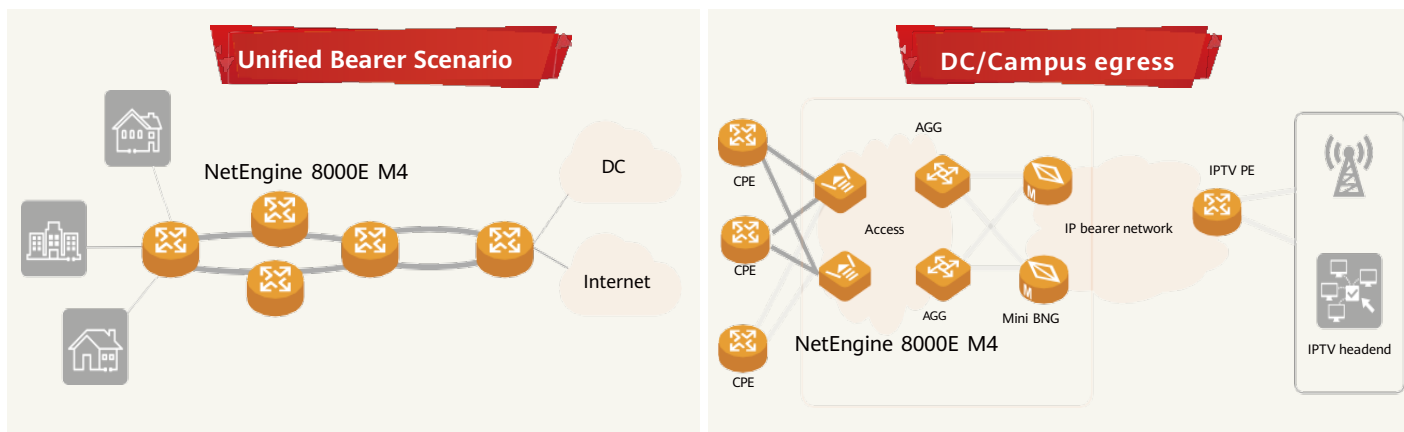 Unified Bearer Scenario
NetEngine 8000E M4
DC
Internet
DC/Campus egress
AGG
CPE
IPTV PE
CPE
Access
IP bearer network
M
M
AGG
Mini BNG
CPE
NetEngine 8000E M4
IPTV headend